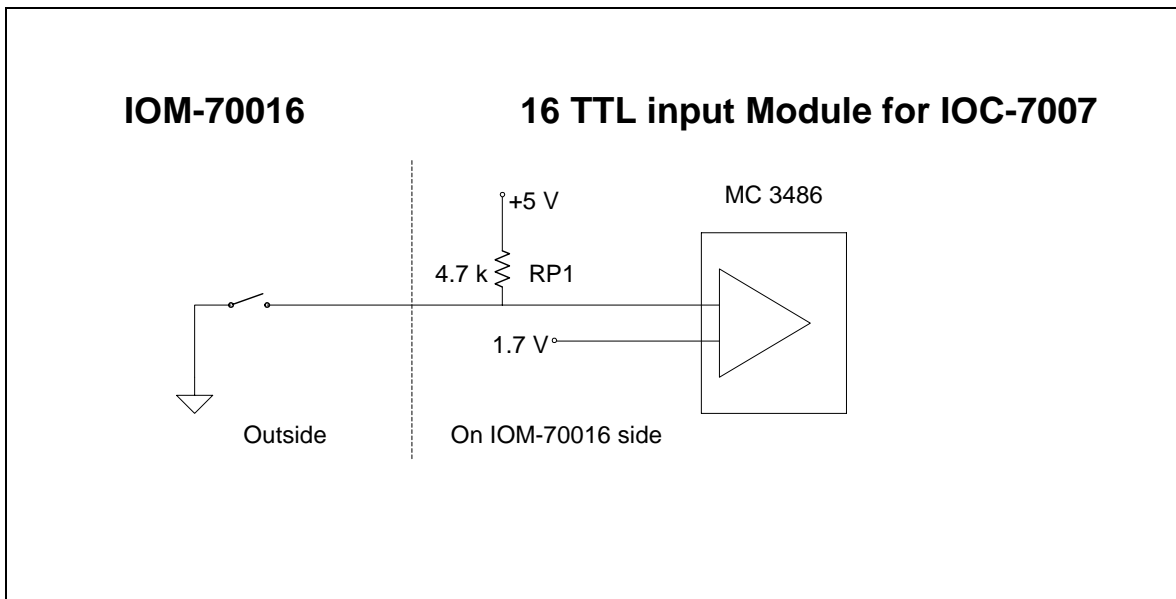 IOM-70016
16 TTL input Module for IOC-7007
+5 V
MC 3486
4.7 k
RP1
1.7 V
Outside
On IOM-70016 side